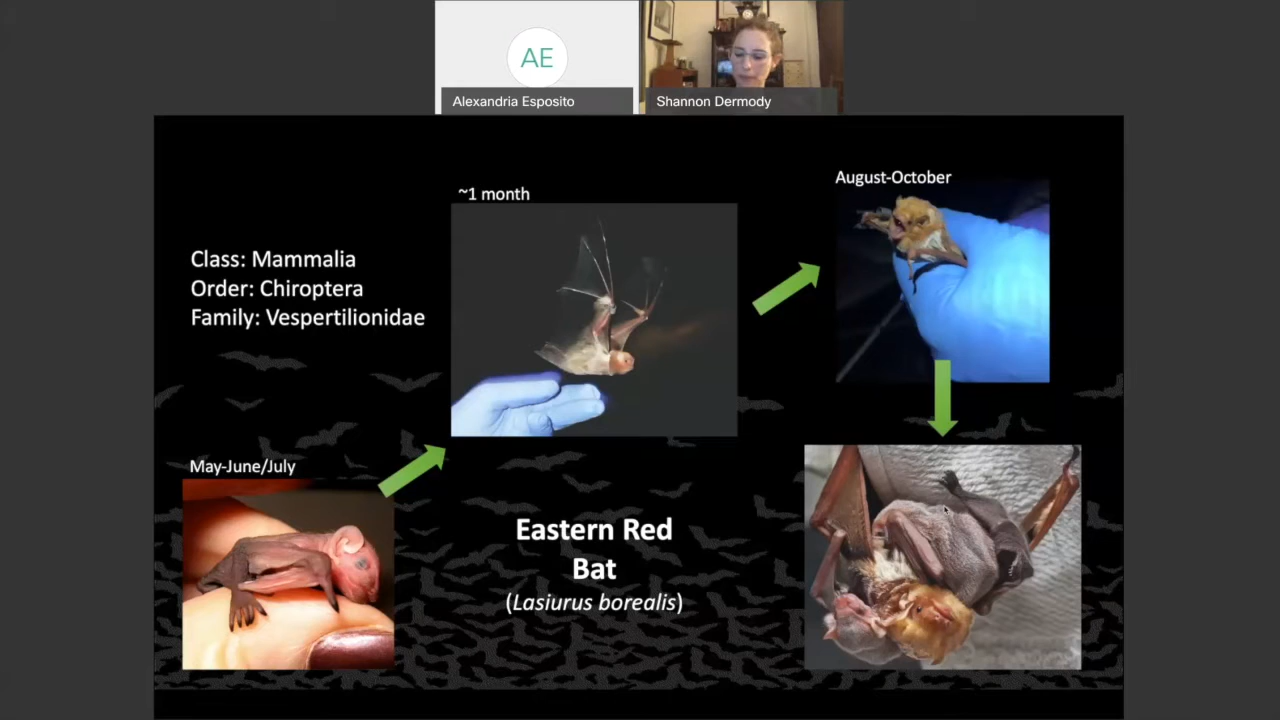 AE
Alexandria Esposito
Shannon Dermody
~1 month
August-October
Class: Mammalia
Order: Chiroptera
Family: Vespertilionidae
May-June/July
Eastern Red
Bat
(Lasiurus borealis)